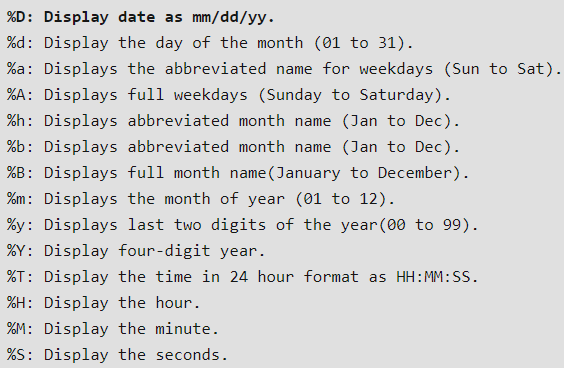 %D: Display date as mm/dd/yy.
%d: Display the day of the month (01 to 31).
%a: Displays the abbreviated name for weekdays (Sun to Sat).
%A: Displays full weekdays (Sunday to Saturday).
%h: Displays abbreviated month name (Jan to Dec).
%b: Displays abbreviated month name (Jan to Dec).
%B: Displays full month name(January to December).
%m: Displays the month of year (01 to 12).
%y: Displays last two digits of the year(00 to 99).
%Y: Display four-digit year.
%T: Display the time in 24 hour format as HH:MM:SS.
%H: Display the hour.
%M: Display the minute.
%S: Display the seconds.